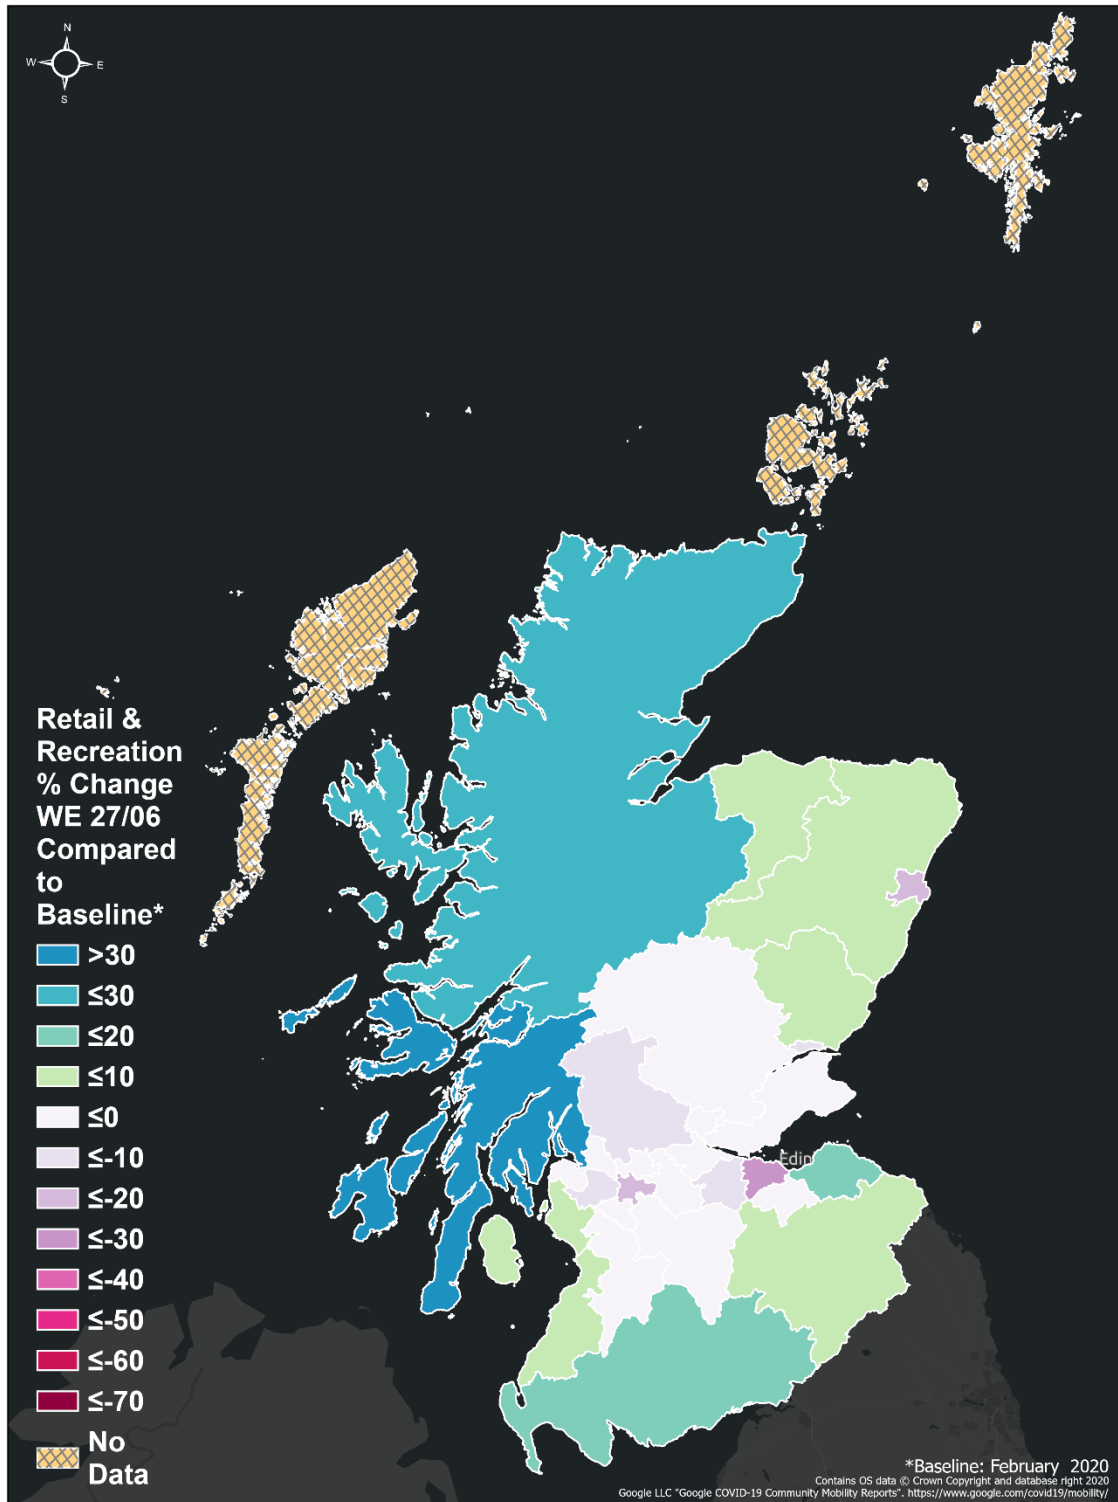 N
W E
S
Edin
Retail &
Recreation
% Change
WE 27/06
Compared
to
Baseline*
>30
≤30
≤20
≤10
≤0
≤-10
≤-20
≤-30
≤-40
≤-50
≤-60
≤-70
No
Data
*Baseline: February 2020
Contains OS data © Crown Copyright and database right 2020
Google LLC "Google COVID-19 Community Mobility Reports". https://www.google.com/covid19/mobility/